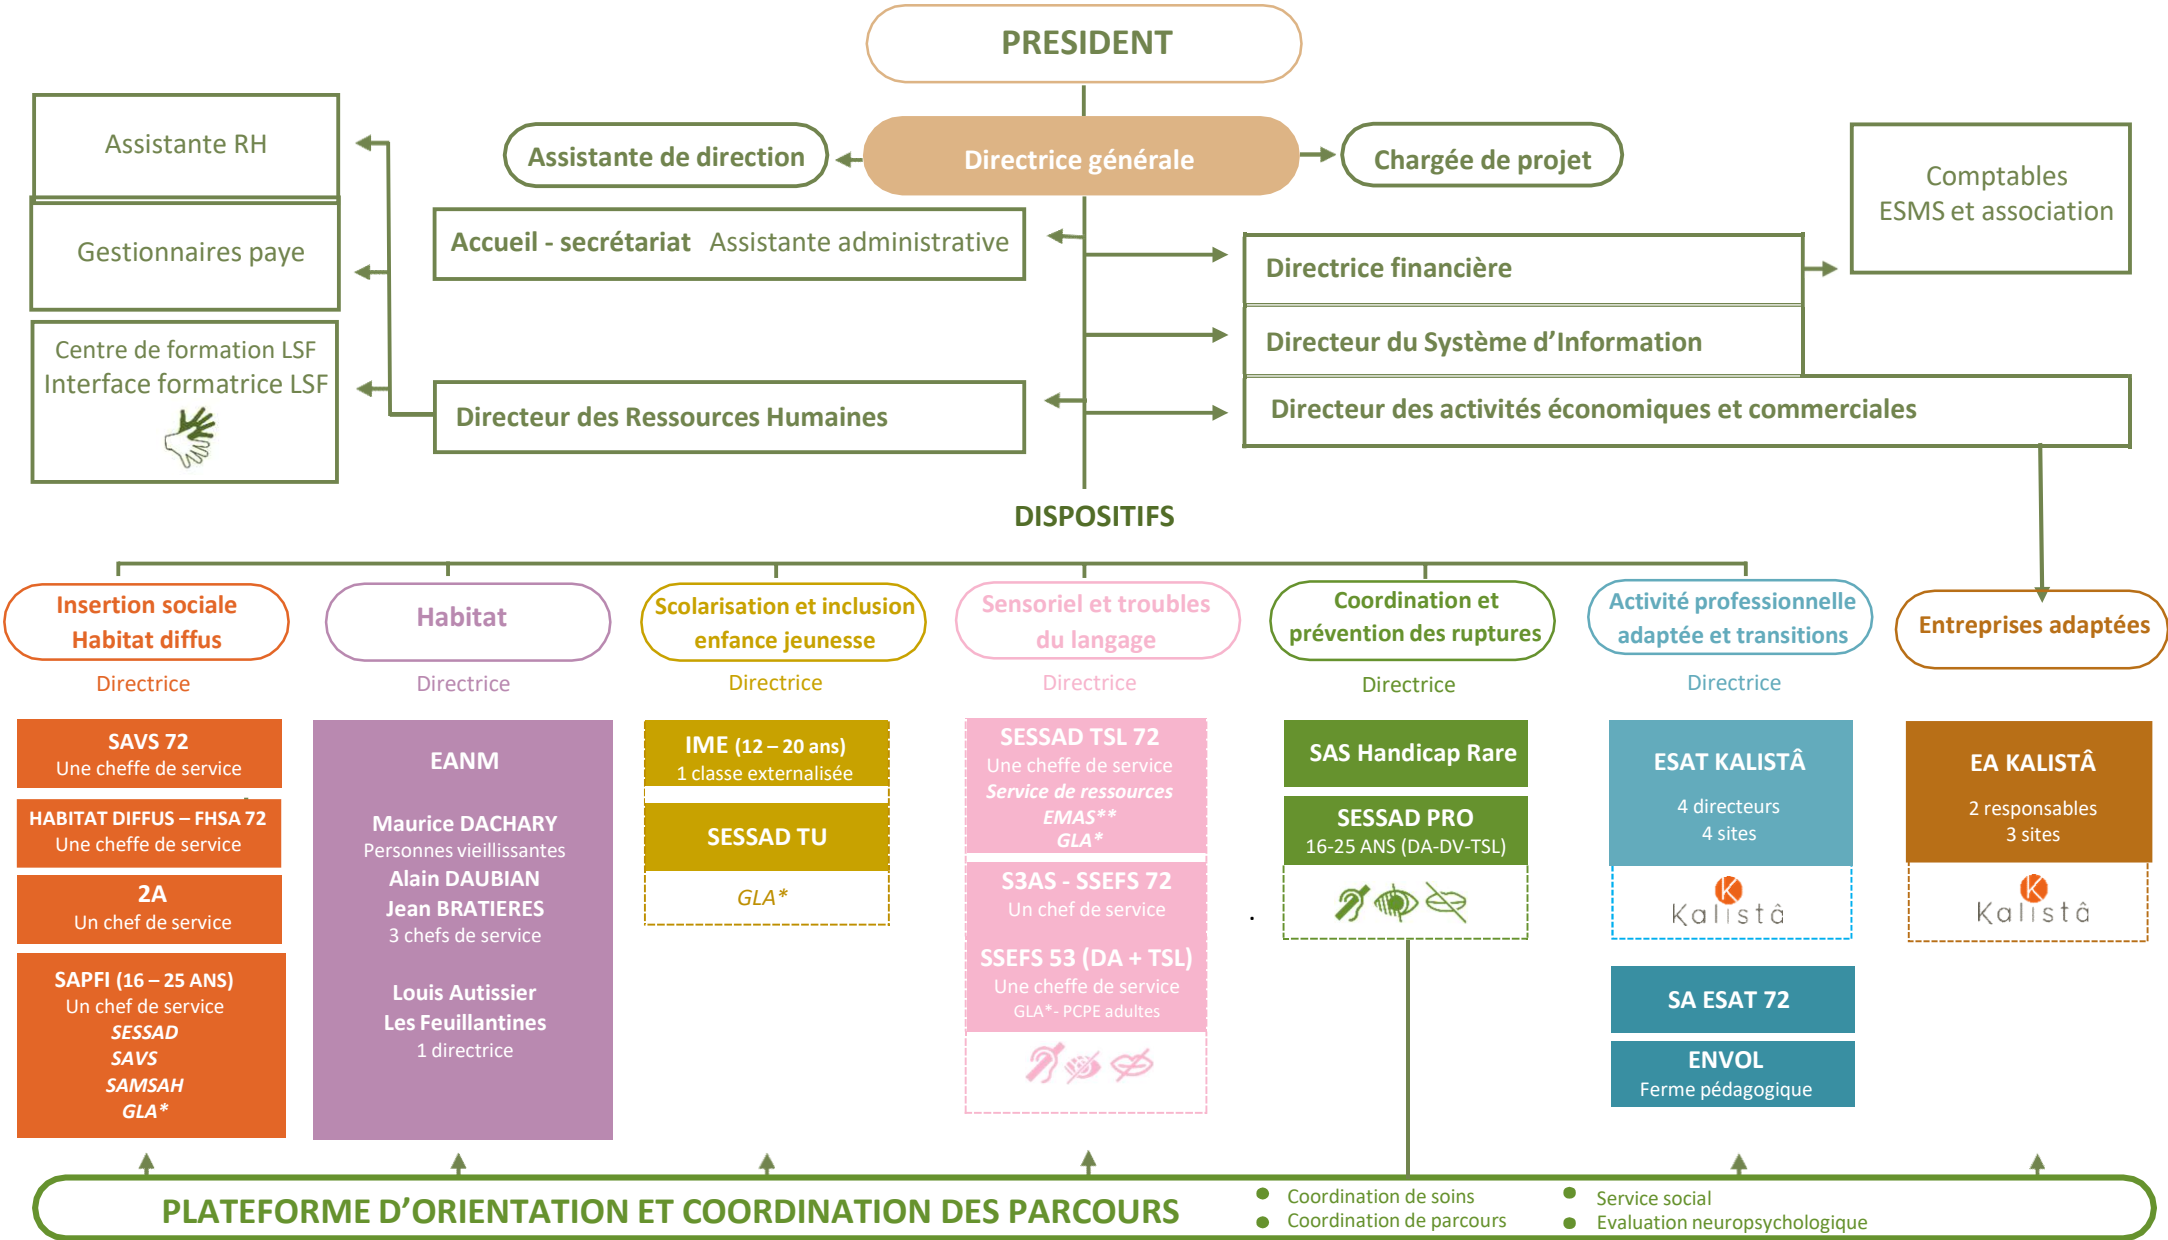 PRESIDENT
Assistante RH
Assistante de direction
Directrice générale
Chargée de projet
Comptables
ESMS et association
Gestionnaires paye
Accueil - secrétariat Assistante administrative
Directrice financière
Directeur du Système d’Information
Centre de formation LSF
Interface formatrice LSF
Directeur des Ressources Humaines
Directeur des activités économiques et commerciales
DISPOSITIFS
Insertion sociale
Habitat diffus
Directrice
SAVS 72
Une cheffe de service
HABITAT DIFFUS – FHSA 72
Une cheffe de service
2A
Un chef de service
SAPFI (16 – 25 ANS)
Un chef de service
SESSAD
SAVS
SAMSAH
GLA*
Habitat
Directrice
EANM
Maurice DACHARY
Personnes vieillissantes
Alain DAUBIAN
Jean BRATIERES
3 chefs de service
Louis Autissier
Les Feuillantines
1 directrice
Scolarisation et inclusion
enfance jeunesse
Directrice
IME (12 – 20 ans)
1 classe externalisée
SESSAD TU
GLA*
Sensoriel et troubles
du langage
Directrice
SESSAD TSL 72
Une cheffe de service
Service de ressources
EMAS**
GLA*
S3AS - SSEFS 72
Un chef de service
SSEFS 53 (DA + TSL)
Une cheffe de service
GLA*- PCPE adultes
.
Coordination et
prévention des ruptures
Directrice
SAS Handicap Rare
SESSAD PRO
16-25 ANS (DA-DV-TSL)
Activité professionnelle
adaptée et transitions
Directrice
ESAT KALISTÂ
4 directeurs
4 sites
K
Kalistâ
SA ESAT 72
ENVOL
Ferme pédagogique
Entreprises adaptées
EA KALISTÂ
2 responsables
3 sites
K
Kalistâ
PLATEFORME D’ORIENTATION ET COORDINATION DES PARCOURS
● Coordination de soins
● Coordination de parcours
● Service social
● Evaluation neuropsychologique